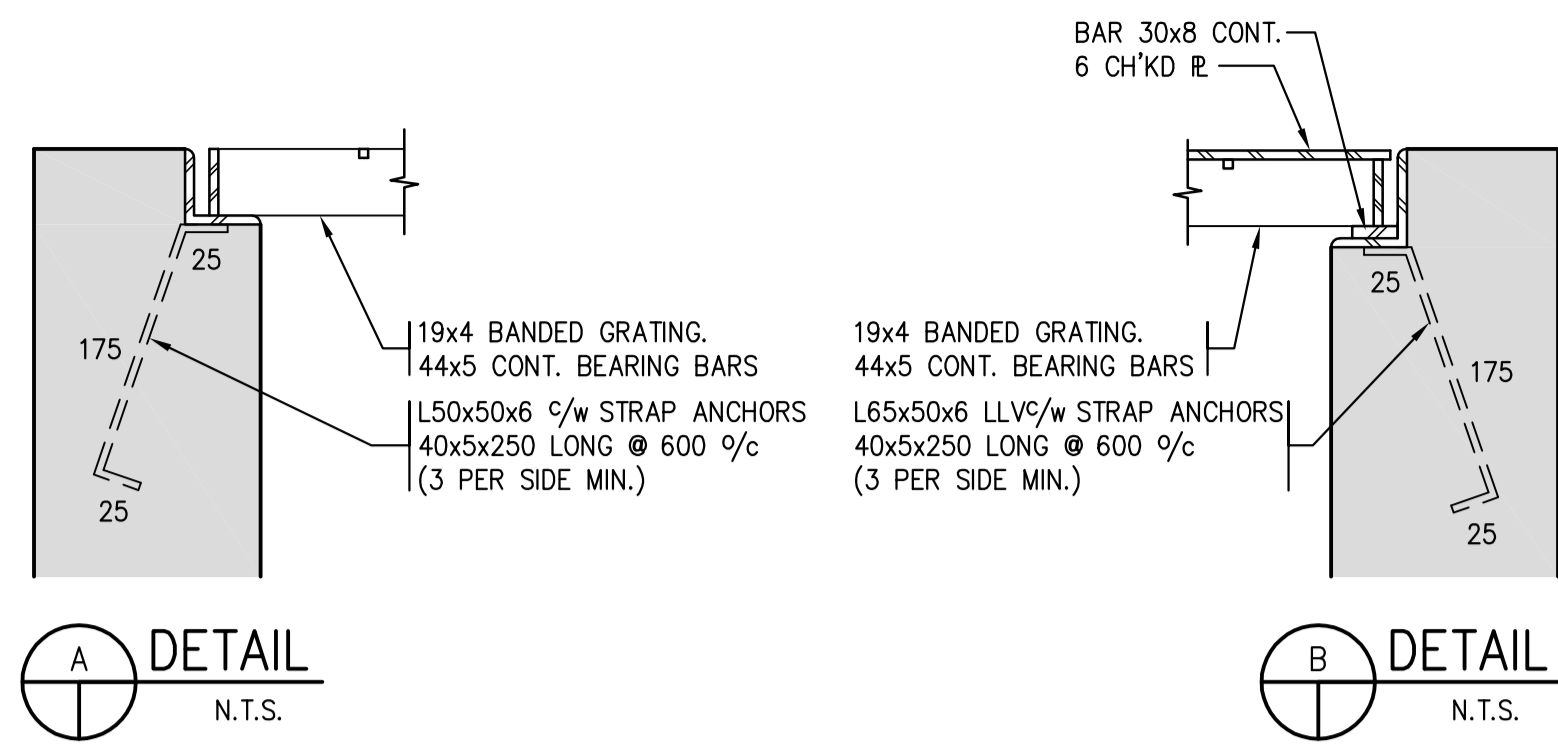 25
175
25
19x4 BANDED GRATING.
44x5 CONT. BEARING BARS
L50x50x6 c/w STRAP ANCHORS
40x5x250 LONG @ 600 o/c
(3 PER SIDE MIN.)
A
DETAIL
N.T.S.
BAR 30x8 CONT.
6 CH'KD ⅊
25
175
25
19x4 BANDED GRATING.
44x5 CONT. BEARING BARS
L65x50x6 LLVc/w STRAP ANCHORS
40x5x250 LONG @ 600 o/c
(3 PER SIDE MIN.)
B
DETAIL
N.T.S.